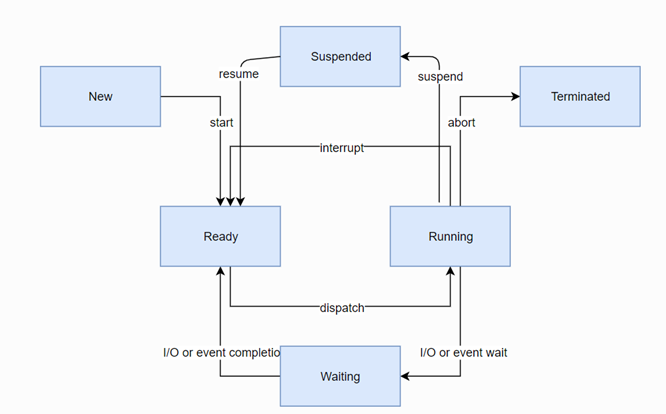 Suspended
resume
suspend
New
Terminated
start
abort
interrupt
Ready
Running
dispatch
I/O or event completio
I/O or event wait
Waiting